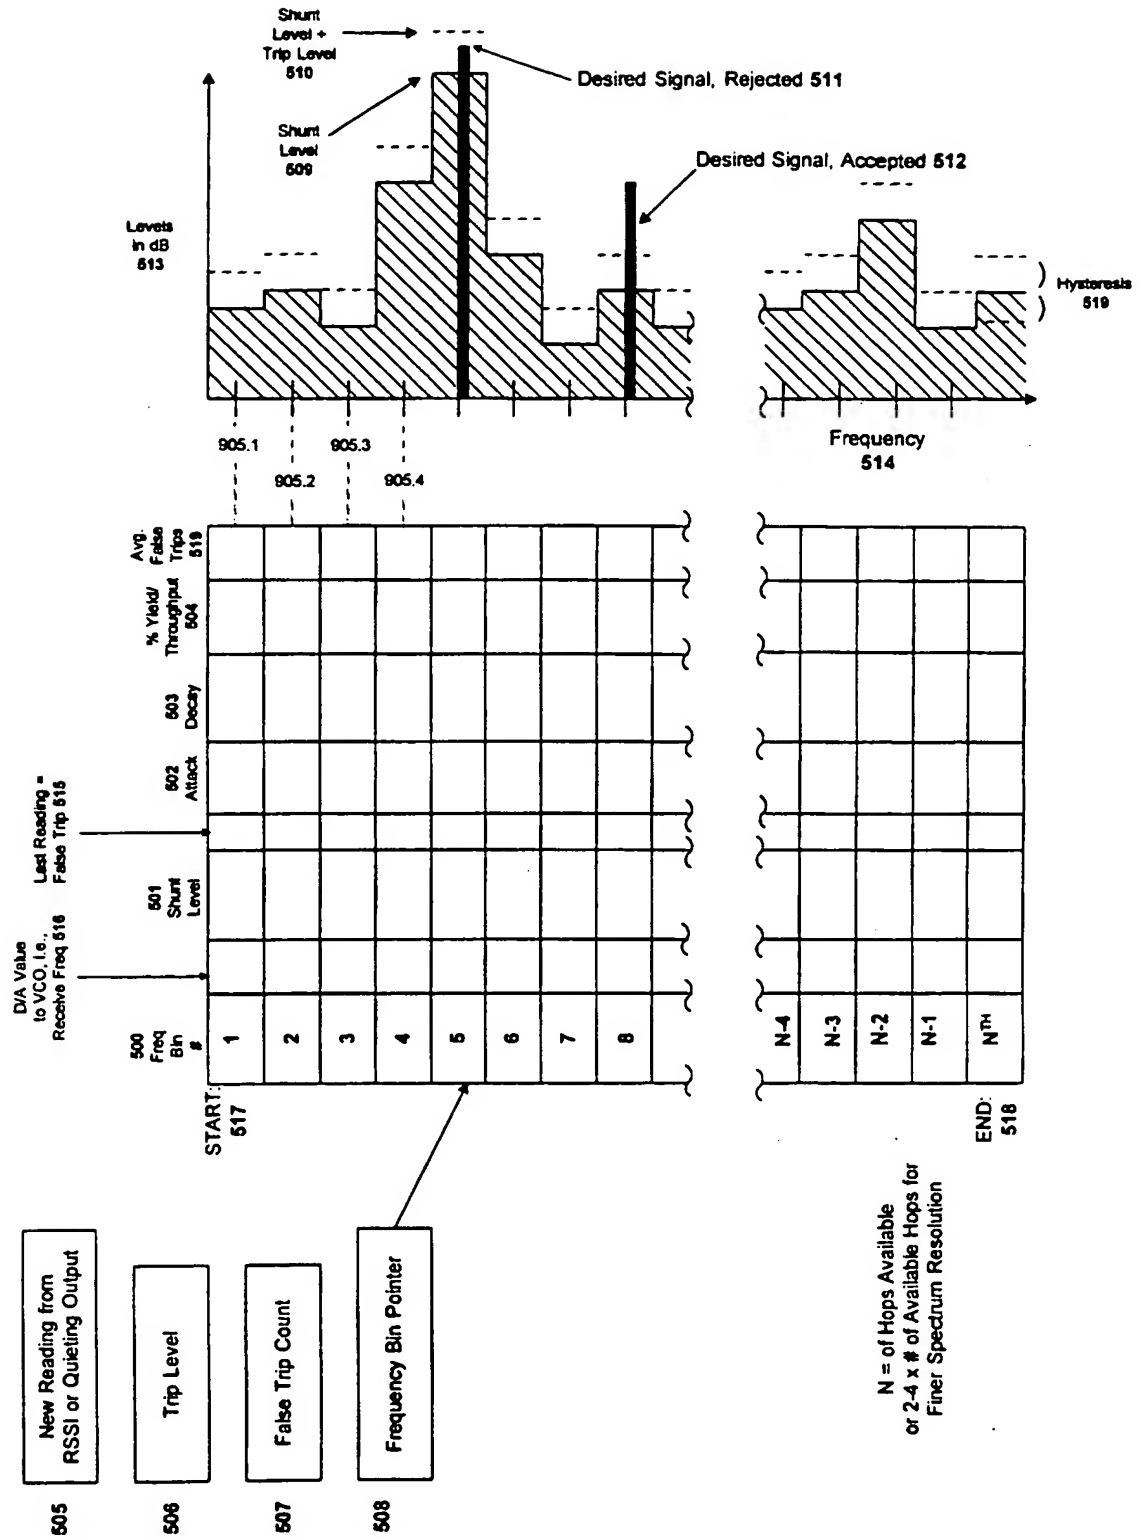 Shunt
Level +
Trip Level
510
Desired Signal, Rejected 511
Shunt
Level
509
Desired Signal, Accepted 512
Levels
in dB
513
Hysteresis
519
905.1
905.2
905.3
905.4
Frequency
514
D/A Value
to VCO, i.e.,
Receive Freq 516
Last Reading =
False Trip 515
500
Freq
Bin
#
501
Shunt
Level
502
Attack
503
Decay
% Yield/
Throughput
504
Avg.
False
Trips
519
START:
517
1
2
3
4
5
6
7
8
N-4
N-3
N-2
N-1
NTH
END:
518
505
New Reading from
RSSI or Quieting Output
506
Trip Level
507
False Trip Count
508
Frequency Bin Pointer
N = of Hops Available
or 2-4 x # of Available Hops for
Finer Spectrum Resolution